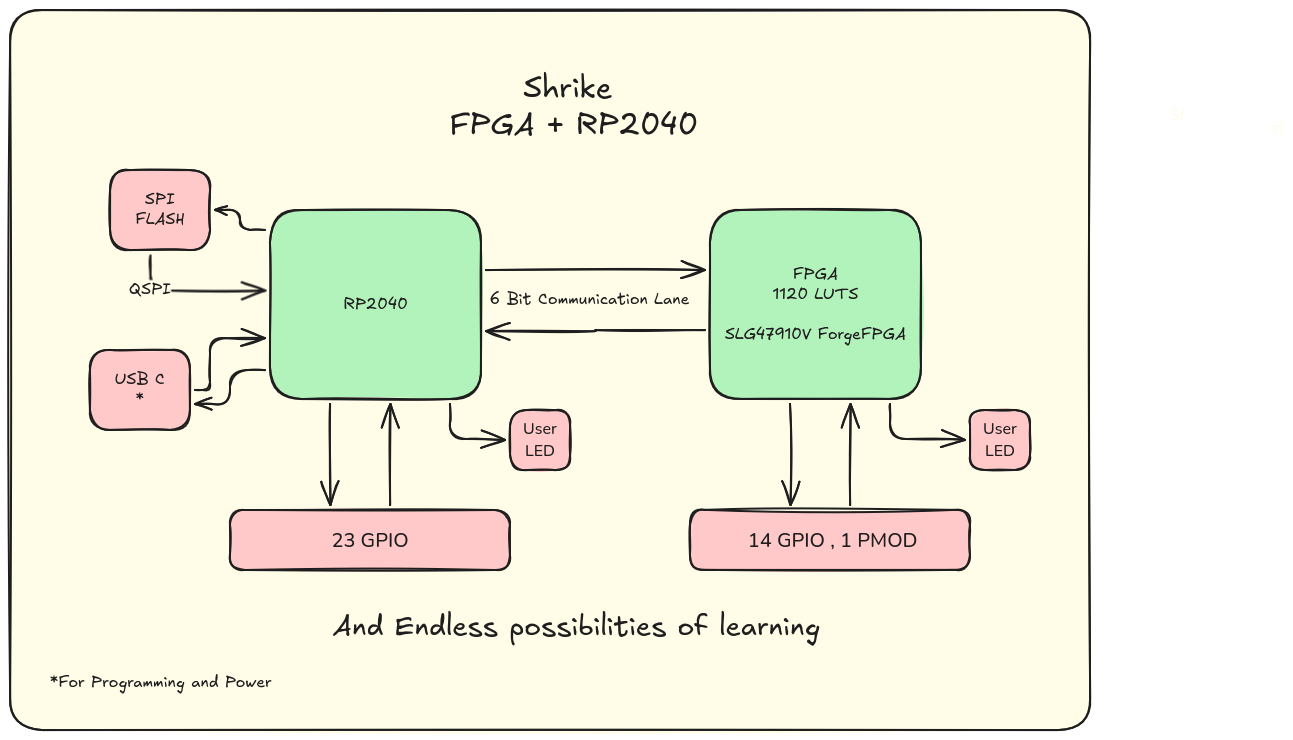 Shrike
FPGA + RP2040
SPI
FLASH
QSPI
USB C
*
RP2040
6 Bit Communication Lane
FPGA
1120 LUTS
SLG47910V ForgeFPGA
User
LED
User
LED
23 GPIO
14 GPIO , 1 PMOD
And Endless possibilities of learning
*For Programming and Power